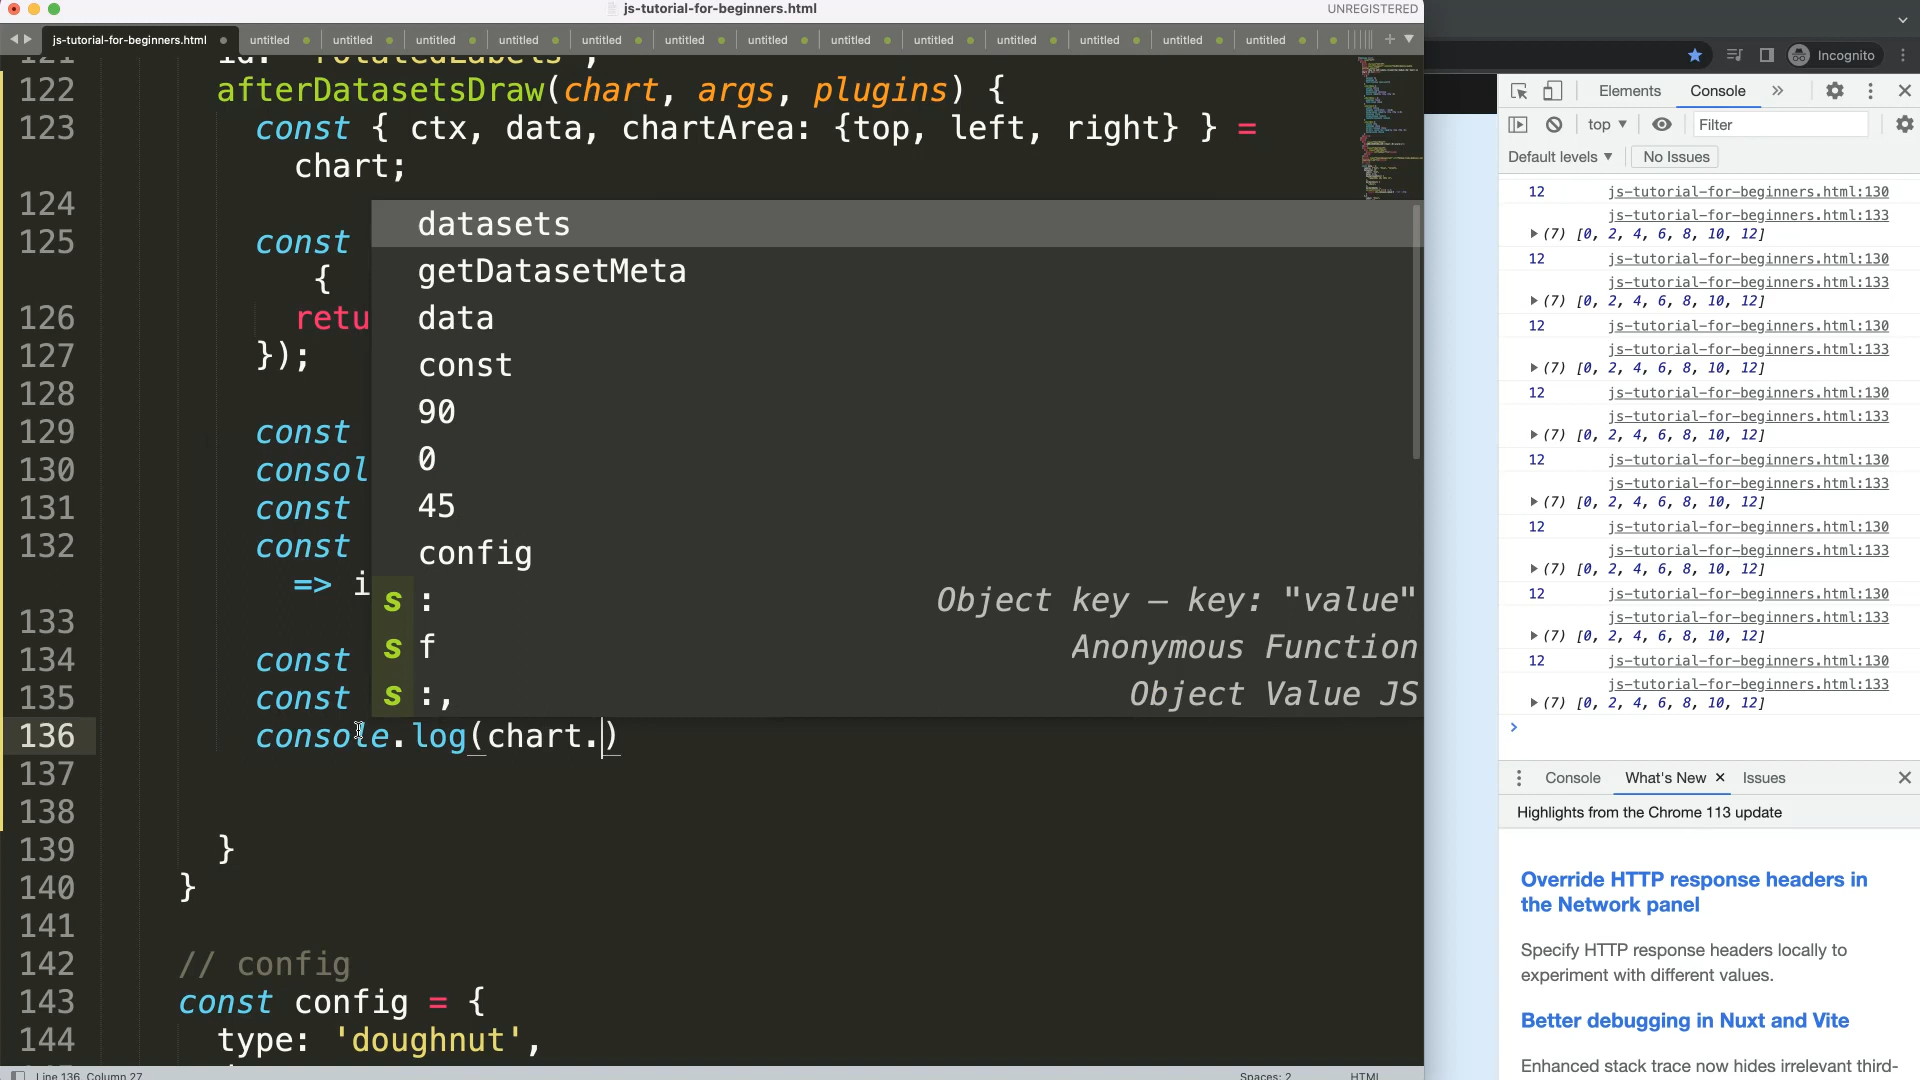 js-tutorial-for-beginners.html
UNREGISTERED
js-tutorial-for-beginners.html untitled untitled untitled untitled untitled untitled untitled untitled untitled untitled untitled untitled untitled
121 id: 'rotatedLabels',
122 afterDatasetsDraw(chart, args, plugins) {
123 const { ctx, data, chartArea: {top, left, right} } =
chart;
124
125 const
{
126 retu
127 });
128
129 const
130 consol
131 const
132 const
=> i
133
134 const
135 const
136 console.log(chart.)
137
138
139 }
140 }
141
142 // config
143 const config = {
144 type: 'doughnut',
datasets
getDatasetMeta
data
const
90
0
45
config
s : Object key – key: "value"
s f Anonymous Function
s :, Object Value JS
Line 136, Column 27
Spaces: 2
HTML
Incognito
Elements Console »
top ▼ Filter
Default levels ▼ No Issues
12 js-tutorial-for-beginners.html:130
js-tutorial-for-beginners.html:133
(7) [0, 2, 4, 6, 8, 10, 12]
12 js-tutorial-for-beginners.html:130
js-tutorial-for-beginners.html:133
(7) [0, 2, 4, 6, 8, 10, 12]
12 js-tutorial-for-beginners.html:130
js-tutorial-for-beginners.html:133
(7) [0, 2, 4, 6, 8, 10, 12]
12 js-tutorial-for-beginners.html:130
js-tutorial-for-beginners.html:133
(7) [0, 2, 4, 6, 8, 10, 12]
12 js-tutorial-for-beginners.html:130
js-tutorial-for-beginners.html:133
(7) [0, 2, 4, 6, 8, 10, 12]
12 js-tutorial-for-beginners.html:130
js-tutorial-for-beginners.html:133
(7) [0, 2, 4, 6, 8, 10, 12]
12 js-tutorial-for-beginners.html:130
js-tutorial-for-beginners.html:133
(7) [0, 2, 4, 6, 8, 10, 12]
12 js-tutorial-for-beginners.html:130
js-tutorial-for-beginners.html:133
(7) [0, 2, 4, 6, 8, 10, 12]
>
Console What's New × Issues
Highlights from the Chrome 113 update
Override HTTP response headers in
the Network panel
Specify HTTP response headers locally to
experiment with different values.
Better debugging in Nuxt and Vite
Enhanced stack trace now hides irrelevant third-